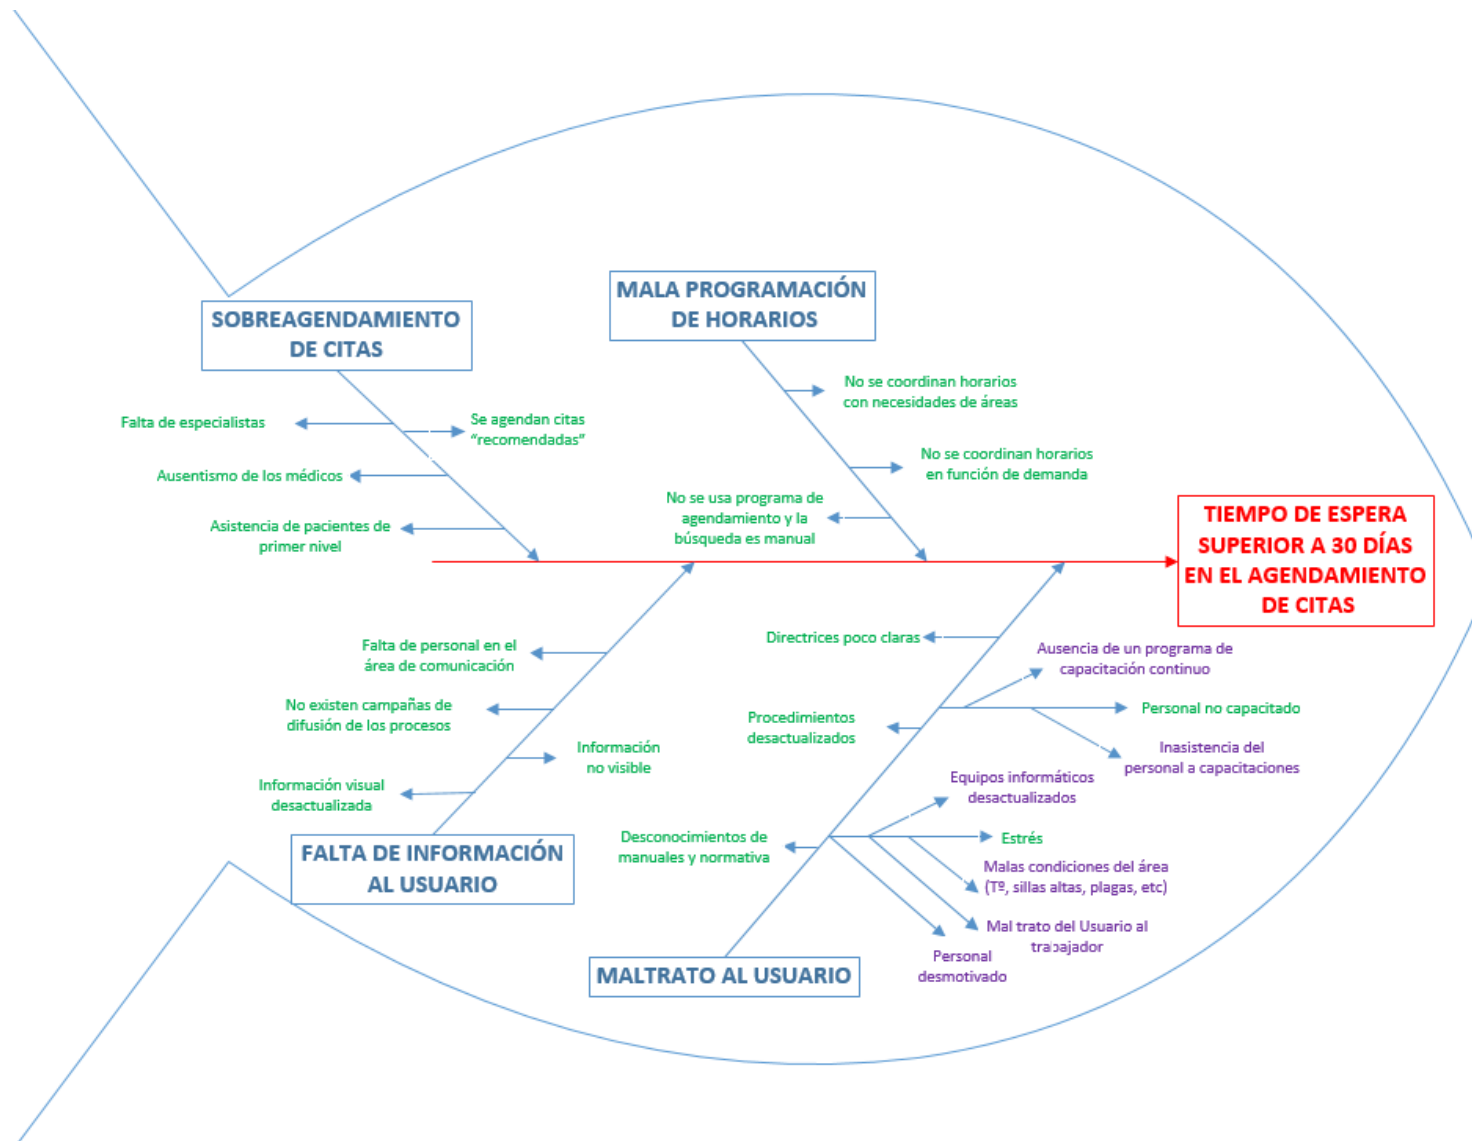 SOBREAGENDAMIENTO
DE CITAS
Falta de especialistas
Se agendan citas
“recomendadas”
Ausentismo de los médicos
Asistencia de pacientes de
primer nivel
MALA PROGRAMACIÓN
DE HORARIOS
No se coordinan horarios
con necesidades de áreas
No se coordinan horarios
en función de demanda
No se usa programa de
agendamiento y la
búsqueda es manual
TIEMPO DE ESPERA
SUPERIOR A 30 DÍAS
EN EL AGENDAMIENTO
DE CITAS
Falta de personal en el
área de comunicación
No existen campañas de
difusión de los procesos
Información
no visible
Información visual
desactualizada
FALTA DE INFORMACIÓN
AL USUARIO
Directrices poco claras
Ausencia de un programa de
capacitación continuo
Personal no capacitado
Procedimientos
desactualizados
Inasistencia del
personal a capacitaciones
Equipos informáticos
desactualizados
Desconocimientos de
manuales y normativa
Estrés
Malas condiciones del área
(Tº, sillas altas, plagas, etc)
Mal trato del Usuario al
trabajador
Personal
desmotivado
MALTRATO AL USUARIO